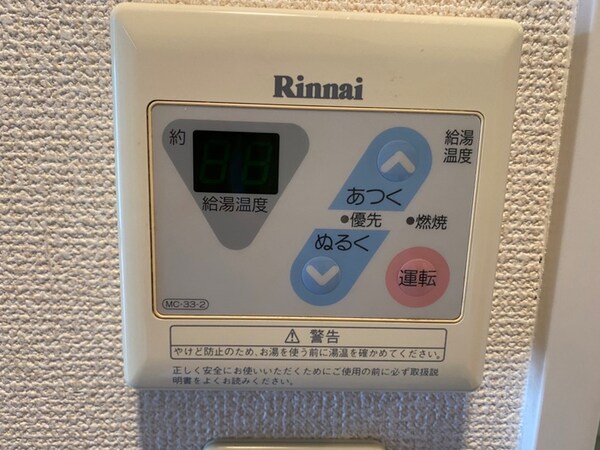 Rinnai
約
給湯温度
給湯
温度
あつく
優先
燃焼
ぬるく
運転
MC-33-2
警告
やけど防止のため、お湯を使う前に湯温を確かめてください。
正しく安全にお使いいただくためにご使用の前に必ず取扱説
明書をよくお読みください。